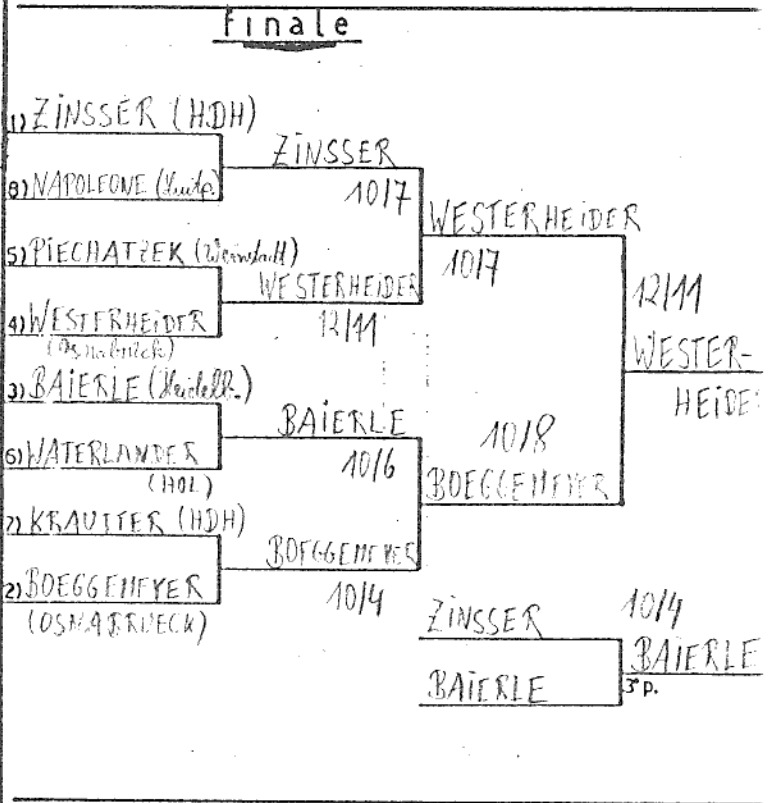 finale
1) ZINSSER (HDH)
8) NAPOLEONE
5) PIECHATZEK
4) WESTERHEIDER
(Osnabrück)
3) BAIERLE (Heidelb.)
6) WATERLANDER
(HOL)
7) KRAUTTER (HDH)
2) BOEGGEMEYER
(OSNABRUECK)
ZINSSER
10/7
WESTERHEIDER
12/11
BAIERLE
10/6
BOEGGEMEYER
10/4
WESTERHEIDER
10/7
10/8
BOEGGEMEYER
12/11
WESTER-
HEIDE
ZINSSER
BAIERLE
10/4
BAIERLE
3° p.